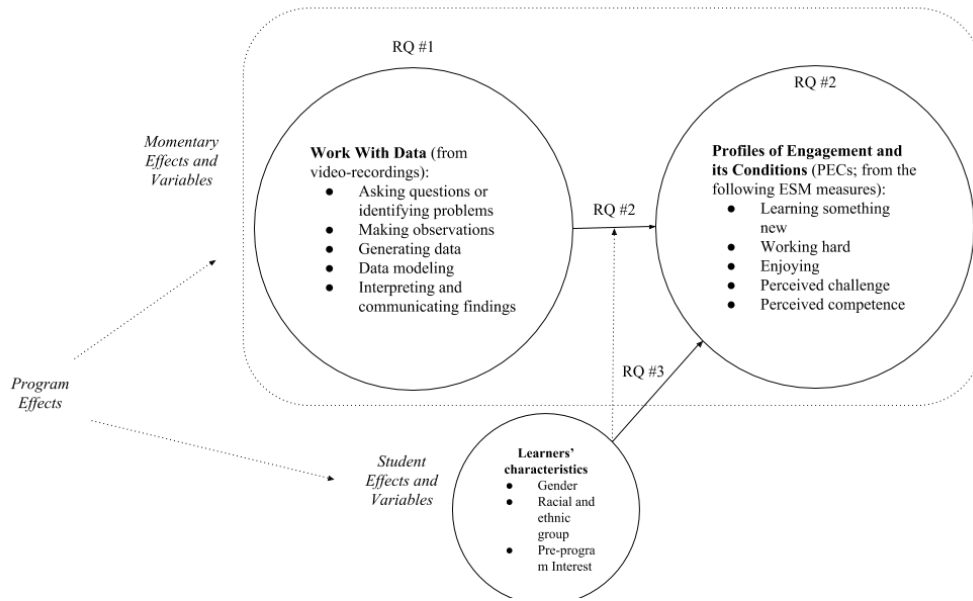 RQ #1
Work With Data (from
video-recordings):
● Asking questions or
identifying problems
● Making observations
● Generating data
● Data modeling
● Interpreting and
communicating findings
RQ #2
RQ #2
Profiles of Engagement and
its Conditions (PECs; from the
following ESM measures):
● Learning something
new
● Working hard
● Enjoying
● Perceived challenge
● Perceived competence
Momentary
Effects and
Variables
Program
Effects
RQ #3
Student
Effects and
Variables
Learners'
characteristics
● Gender
● Racial and
ethnic
group
● Pre-progra
m Interest